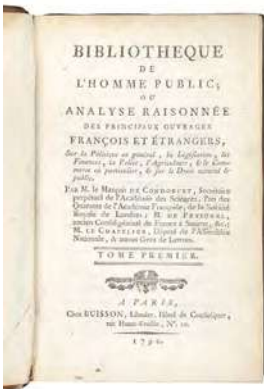 BIBLIOTHEQUE
DE
L'HOMME PUBLIC;
OU
ANALYSE RAISONNÉE
DES PRINCIPAUX OUVRAGES
FRANÇOIS ET ÉTRANGERS,
Sur la Politique en général, la Législation, les
Finances, la Police, l'Agriculture, & le Com-
merce en particulier, & sur le Droit naturel &
public.
PAR M. le Marquis DE CONDORCET, Secrétaire
perpétuel de l'Académie des Sciences, l'un des
Quarante de l'Académie Françoise, de la Société
Royale de Londres; M. DE PEYSONEL,
ancien Consul-général de France à Smirne, &c.;
M. LE CHAPELIER, Député de l'Assemblée
Nationale, & autres Gens de Lettres.
TOME PREMIER.
A PARIS,
Chez BUISSON, Libraire, Hôtel de Coetlosquet,
rue Haute-Feuille, N°. 20.
1790.